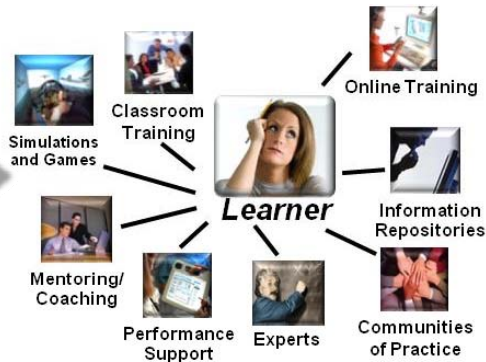 Online Training
Classroom
Training
Simulations
and Games
Learner
Information
Repositories
Mentoring/
Coaching
Performance
Support
Experts
Communities
of Practice